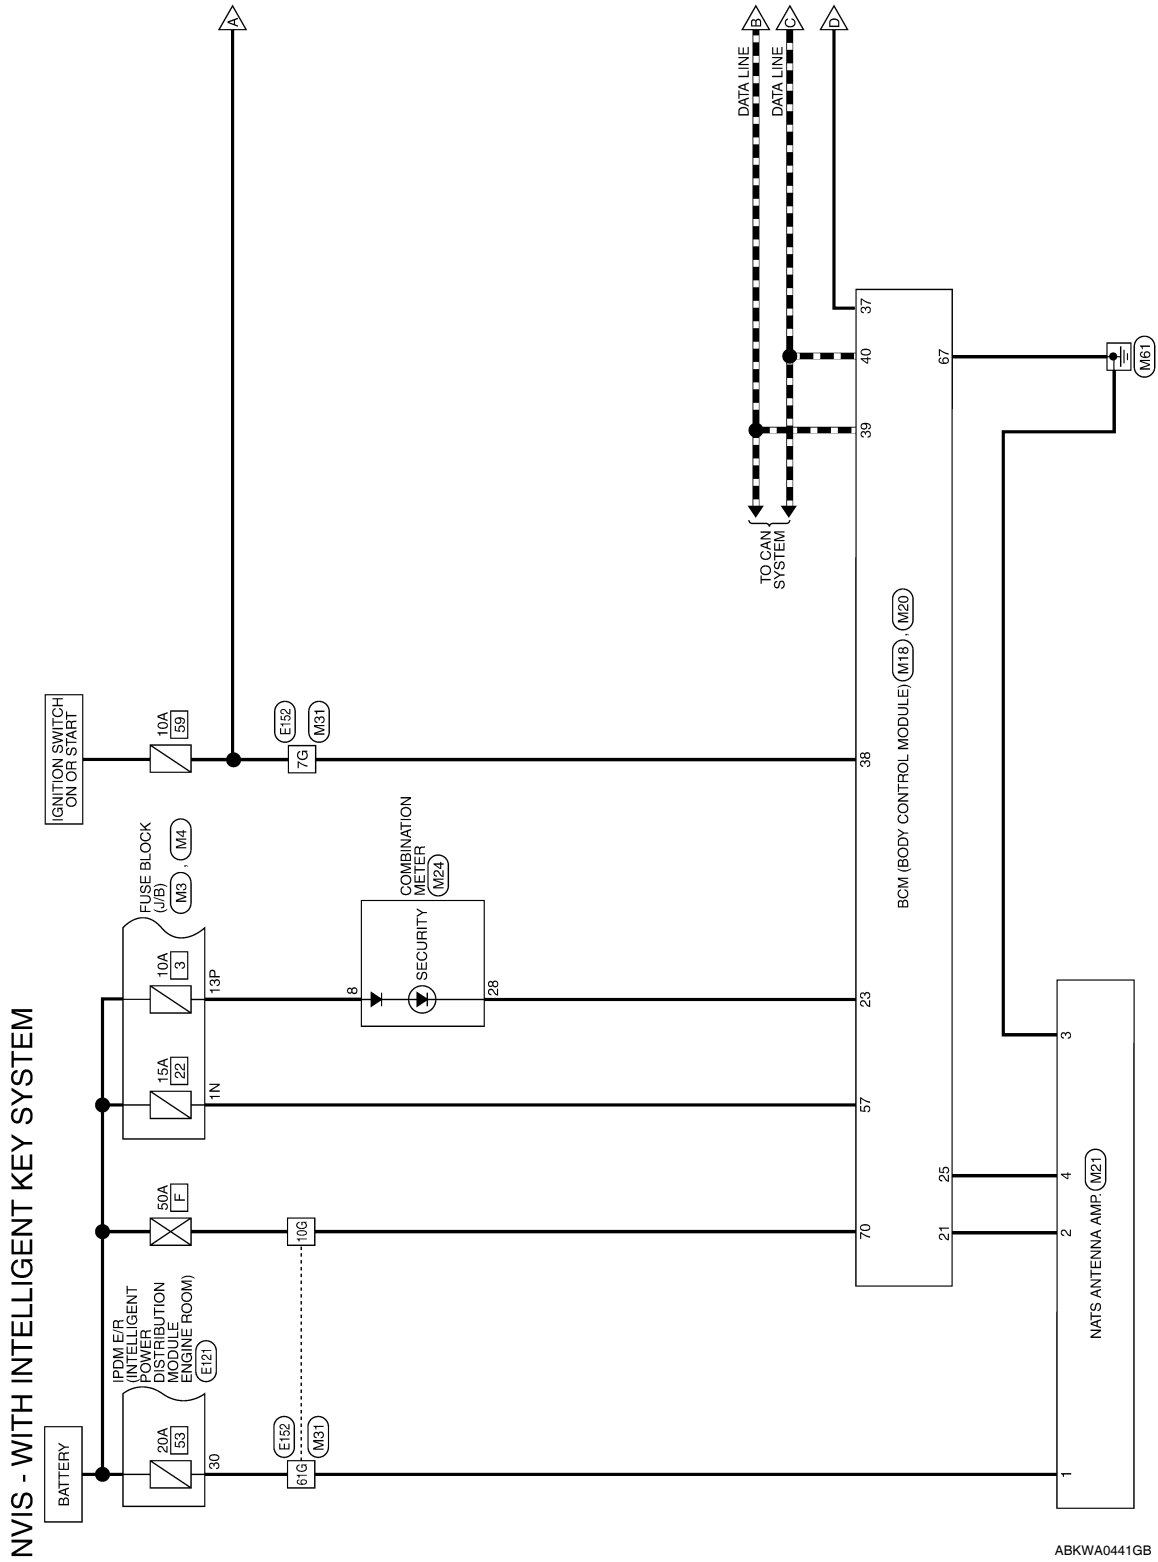 NVIS - WITH INTELLIGENT KEY SYSTEM
BATTERY
IGNITION SWITCH
ON OR START
20A
53
IPDM E/R
(INTELLIGENT
POWER
DISTRIBUTION
MODULE
ENGINE ROOM)
E121
50A
F
15A
22
10A
3
FUSE BLOCK
(J/B)
M3 , M4
10A
59
A
30
1N
13P
61G
E152
M31
10G
7G
E152
M31
8
SECURITY
28
COMBINATION
METER
M24
DATA LINE
B
DATA LINE
C
D
TO CAN
SYSTEM
70
57
23
38
39
40
37
BCM (BODY CONTROL MODULE) M18 , M20
21
25
67
1
2
4
3
NATS ANTENNA AMP. M21
M61
ABKWA0441GB